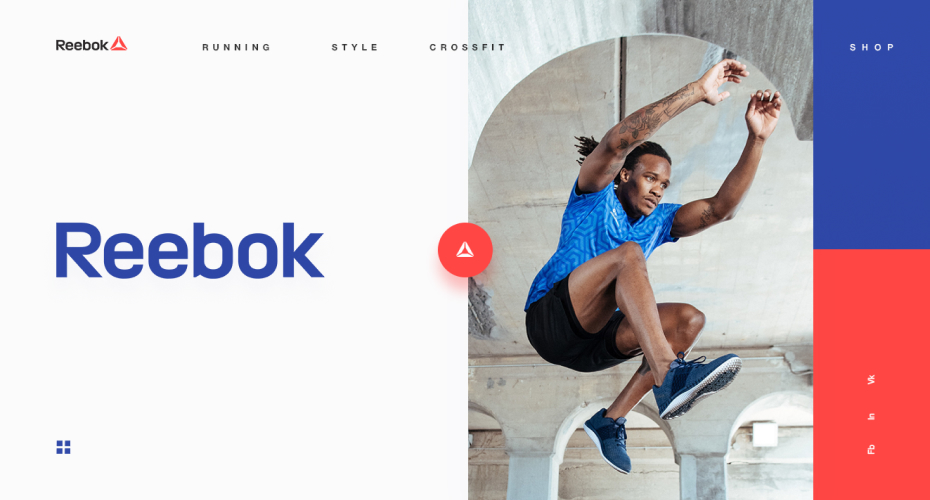 Reebok
RUNNING
STYLE
CROSSFIT
SHOP
Reebok
Vk
In
Fb